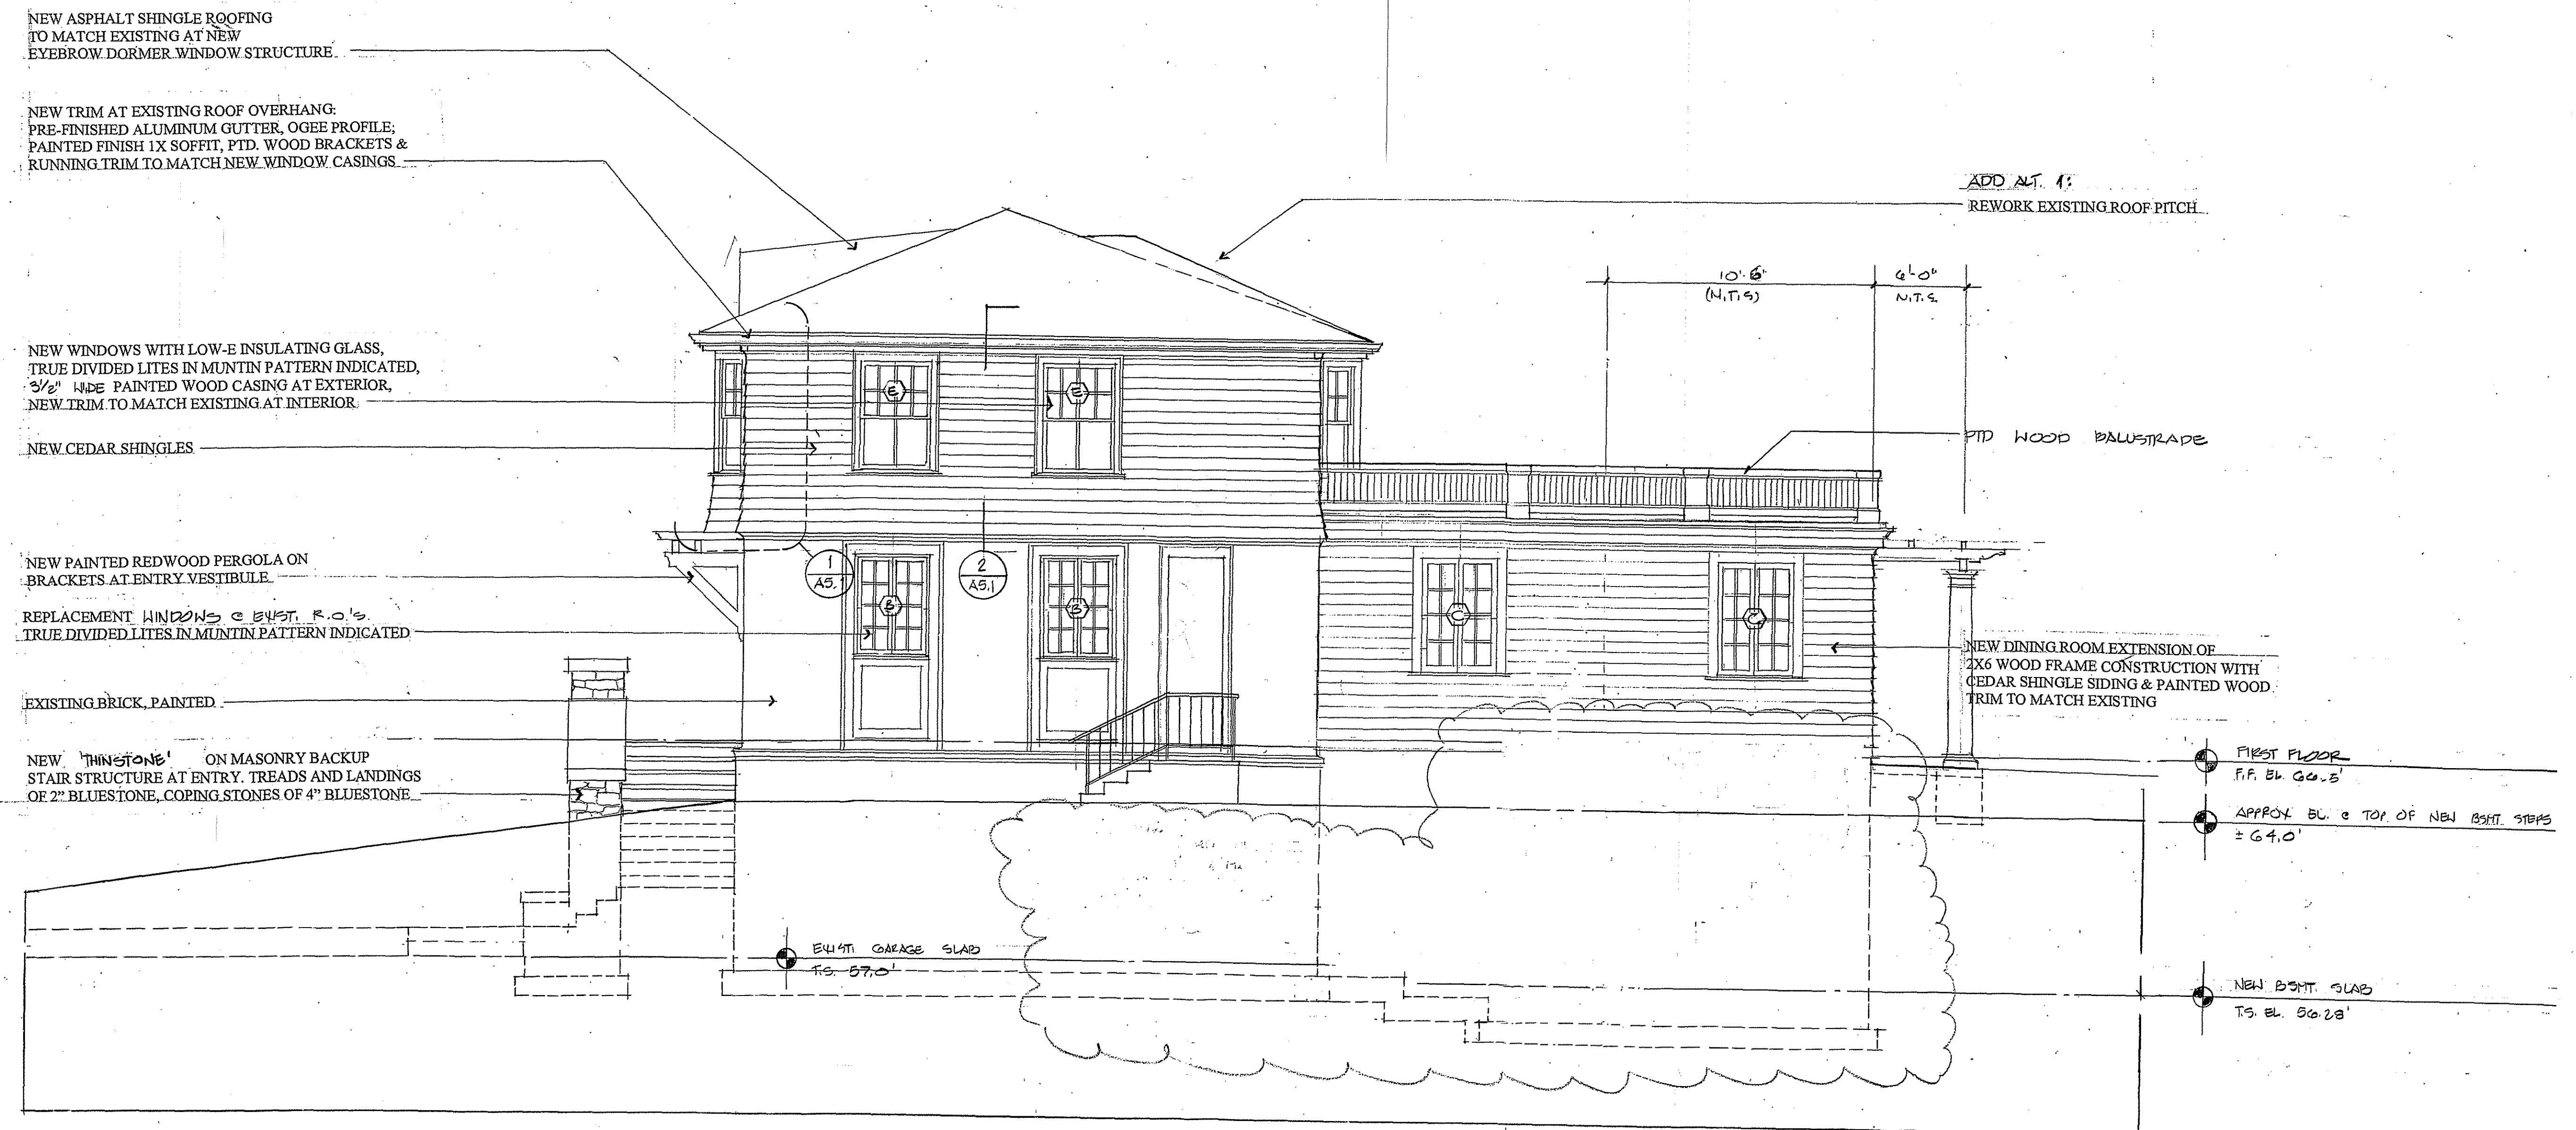 NEW ASPHALT SHINGLE ROOFING
TO MATCH EXISTING AT NEW
EYEBROW DORMER WINDOW STRUCTURE
NEW TRIM AT EXISTING ROOF OVERHANG:
PRE-FINISHED ALUMINUM GUTTER, OGEE PROFILE;
PAINTED FINISH 1X SOFFIT, PTD. WOOD BRACKETS &
RUNNING TRIM TO MATCH NEW WINDOW CASINGS
ADD ALT. 1:
REWORK EXISTING ROOF PITCH
10'-6"
(N.T.S)
6'-0"
N.T.S.
NEW WINDOWS WITH LOW-E INSULATING GLASS,
TRUE DIVIDED LITES IN MUNTIN PATTERN INDICATED,
3½" WIDE PAINTED WOOD CASING AT EXTERIOR,
NEW TRIM TO MATCH EXISTING AT INTERIOR
E
E
NEW CEDAR SHINGLES
PTD WOOD BALUSTRADE
NEW PAINTED REDWOOD PERGOLA ON
BRACKETS AT ENTRY VESTIBULE
1
A5.1
2
A5.1
REPLACEMENT WINDOWS @ EXIST. R.O.'S.
TRUE DIVIDED LITES IN MUNTIN PATTERN INDICATED
B
B
C
C
NEW DINING ROOM EXTENSION OF
2X6 WOOD FRAME CONSTRUCTION WITH
CEDAR SHINGLE SIDING & PAINTED WOOD
TRIM TO MATCH EXISTING
EXISTING BRICK, PAINTED
NEW 'THINSTONE' ON MASONRY BACKUP
STAIR STRUCTURE AT ENTRY. TREADS AND LANDINGS
OF 2" BLUESTONE, COPING STONES OF 4" BLUESTONE
FIRST FLOOR
F.F. EL. 66.5'
APPROX EL. @ TOP OF NEW BSMT. STEPS
± 64.0'
EXIST. GARAGE SLAB
T.S. 57.0'
NEW BSMT. SLAB
T.S. EL. 56.28'